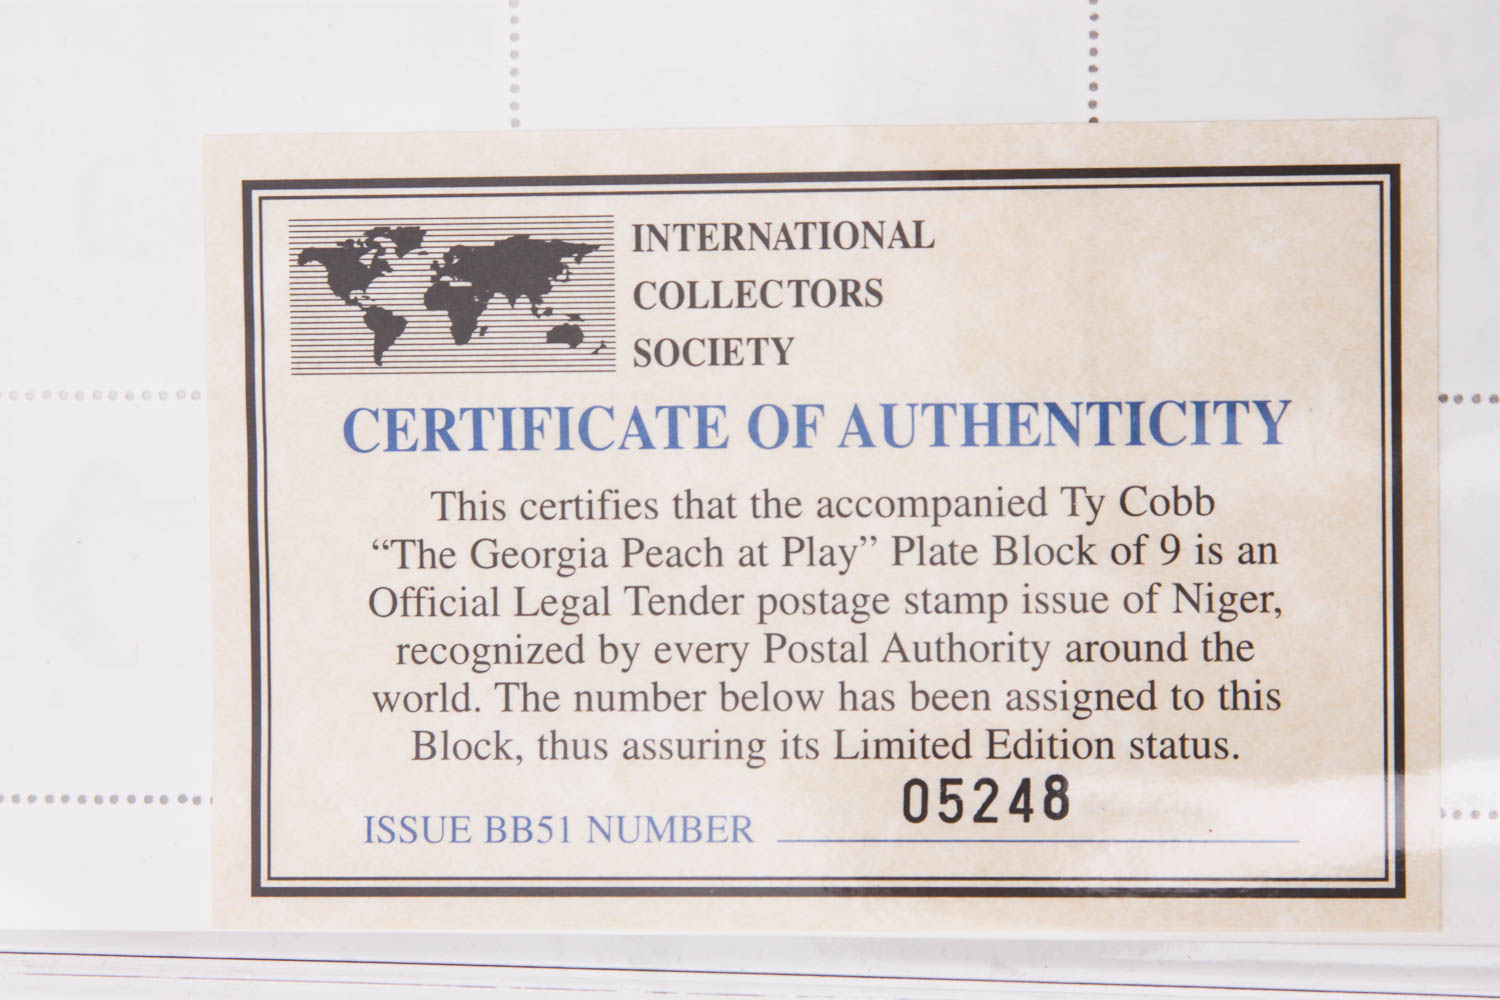 INTERNATIONAL
COLLECTORS
SOCIETY
CERTIFICATE OF AUTHENTICITY
This certifies that the accompanied Ty Cobb
“The Georgia Peach at Play” Plate Block of 9 is an
Official Legal Tender postage stamp issue of Niger,
recognized by every Postal Authority around the
world. The number below has been assigned to this
Block, thus assuring its Limited Edition status.
ISSUE BB51 NUMBER 05248